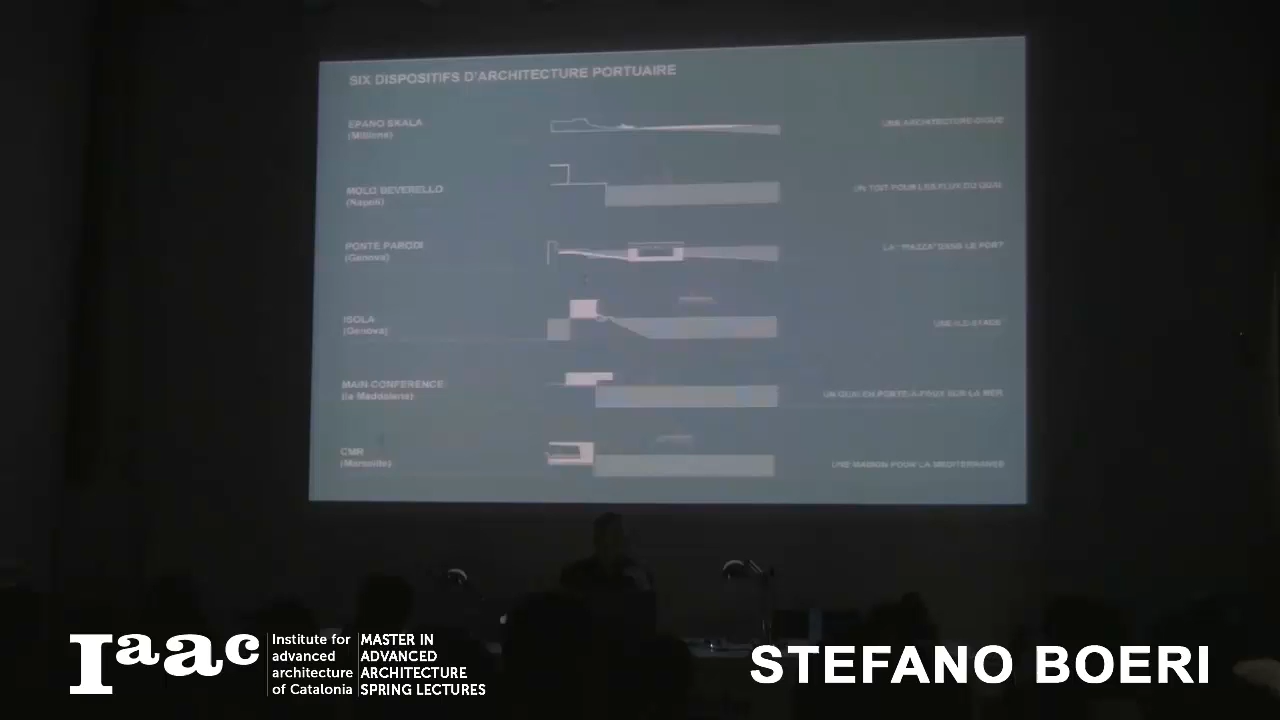 SIX DISPOSITIFS D'ARCHITECTURE PORTUAIRE
EPANO SKALA
(Mitilene)
UNE ARCHITECTURE-DIGUE
MOLO BEVERELLO
(Napoli)
UN TOIT POUR LES FLUX DU QUAI
PONTE PARODI
(Genova)
LA "PIAZZA" DANS LE PORT
ISOLA
(Genova)
MAIN CONFERENCE
(la Maddalena)
UN QUAI EN PORTE-A-FAUX SUR LA MER
CMR
(Marseille)
UNE MAISON POUR LA MEDITERRANEE
Iaac
Institute for
advanced
architecture
of Catalonia
MASTER IN
ADVANCED
ARCHITECTURE
SPRING LECTURES
STEFANO BOERI